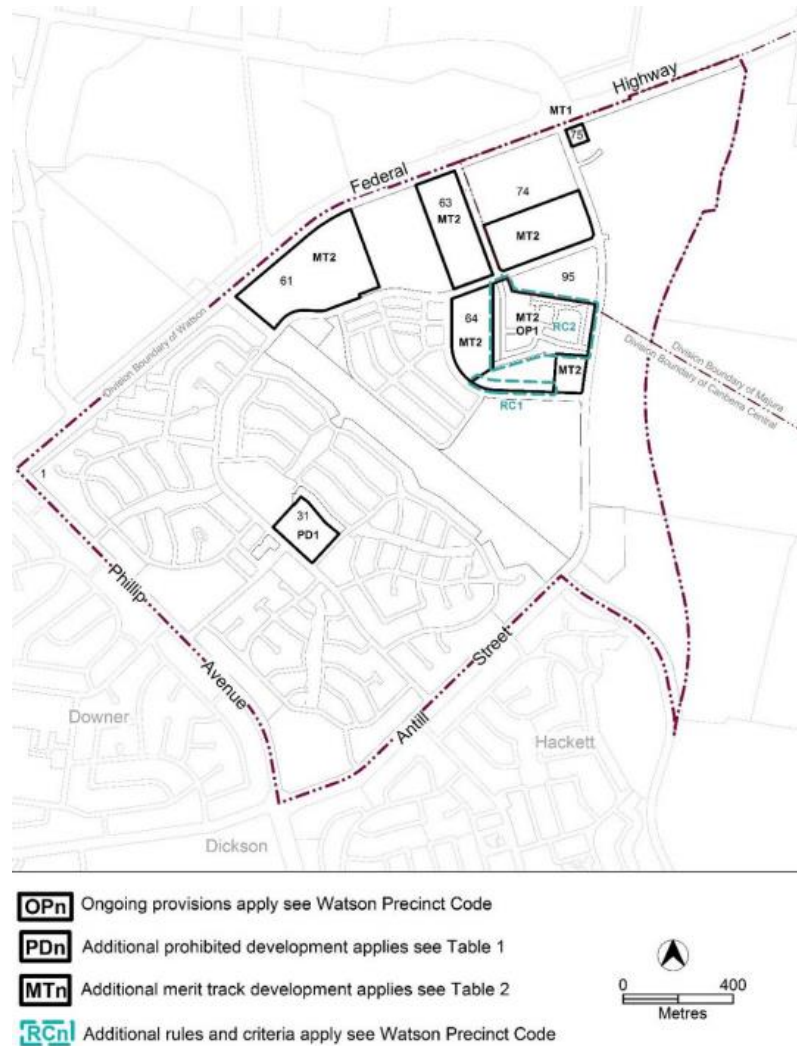 Highway
MT1
75
Federal
63
MT2
74
MT2
MT2
61
95
64
MT2
MT2
OP1
RC2
MT2
RC1
Division Boundary of Watson
Division Boundary of Majura
Division Boundary of Canberra Central
1
31
PD1
Phillip
Avenue
Street
Antill
Downer
Hackett
Dickson
OPn Ongoing provisions apply see Watson Precinct Code
PDn Additional prohibited development applies see Table 1
MTn Additional merit track development applies see Table 2
RCn Additional rules and criteria apply see Watson Precinct Code
0 400
Metres